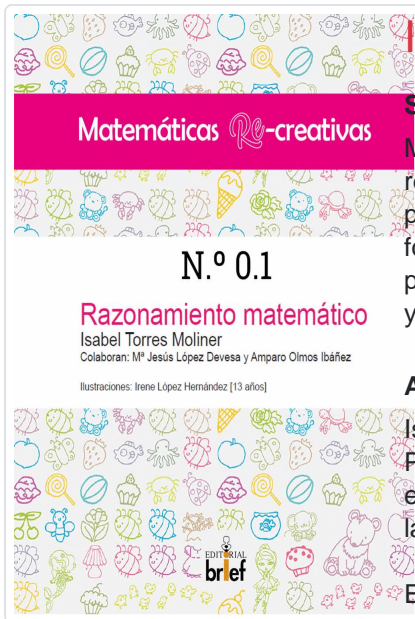 Matemáticas Re-creativas
N.º 0.1
Razonamiento matemático
Isabel Torres Moliner
Colaboran: Mª Jesús López Devesa y Amparo Olmos Ibáñez
Ilustraciones: Irene López Hernández [13 años]
EDITORIAL
brief